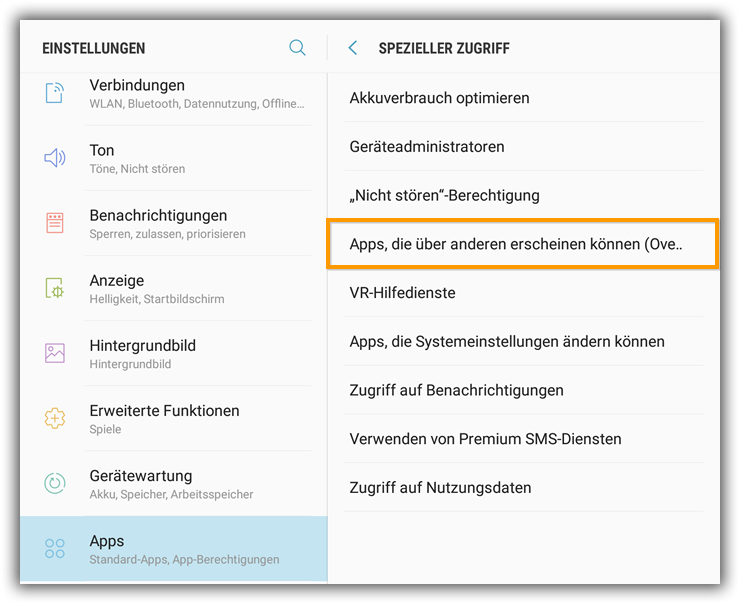 EINSTELLUNGEN
Verbindungen
WLAN, Bluetooth, Datennutzung, Offline...
Ton
Töne, Nicht stören
Benachrichtigungen
Sperren, zulassen, priorisieren
Anzeige
Helligkeit, Startbildschirm
Hintergrundbild
Hintergrundbild
Erweiterte Funktionen
Spiele
Gerätewartung
Akku, Speicher, Arbeitsspeicher
Apps
Standard-Apps, App-Berechtigungen
SPEZIELLER ZUGRIFF
Akkuverbrauch optimieren
Geräteadministratoren
„Nicht stören“-Berechtigung
Apps, die über anderen erscheinen können (Ove..
VR-Hilfedienste
Apps, die Systemeinstellungen ändern können
Zugriff auf Benachrichtigungen
Verwenden von Premium SMS-Diensten
Zugriff auf Nutzungsdaten